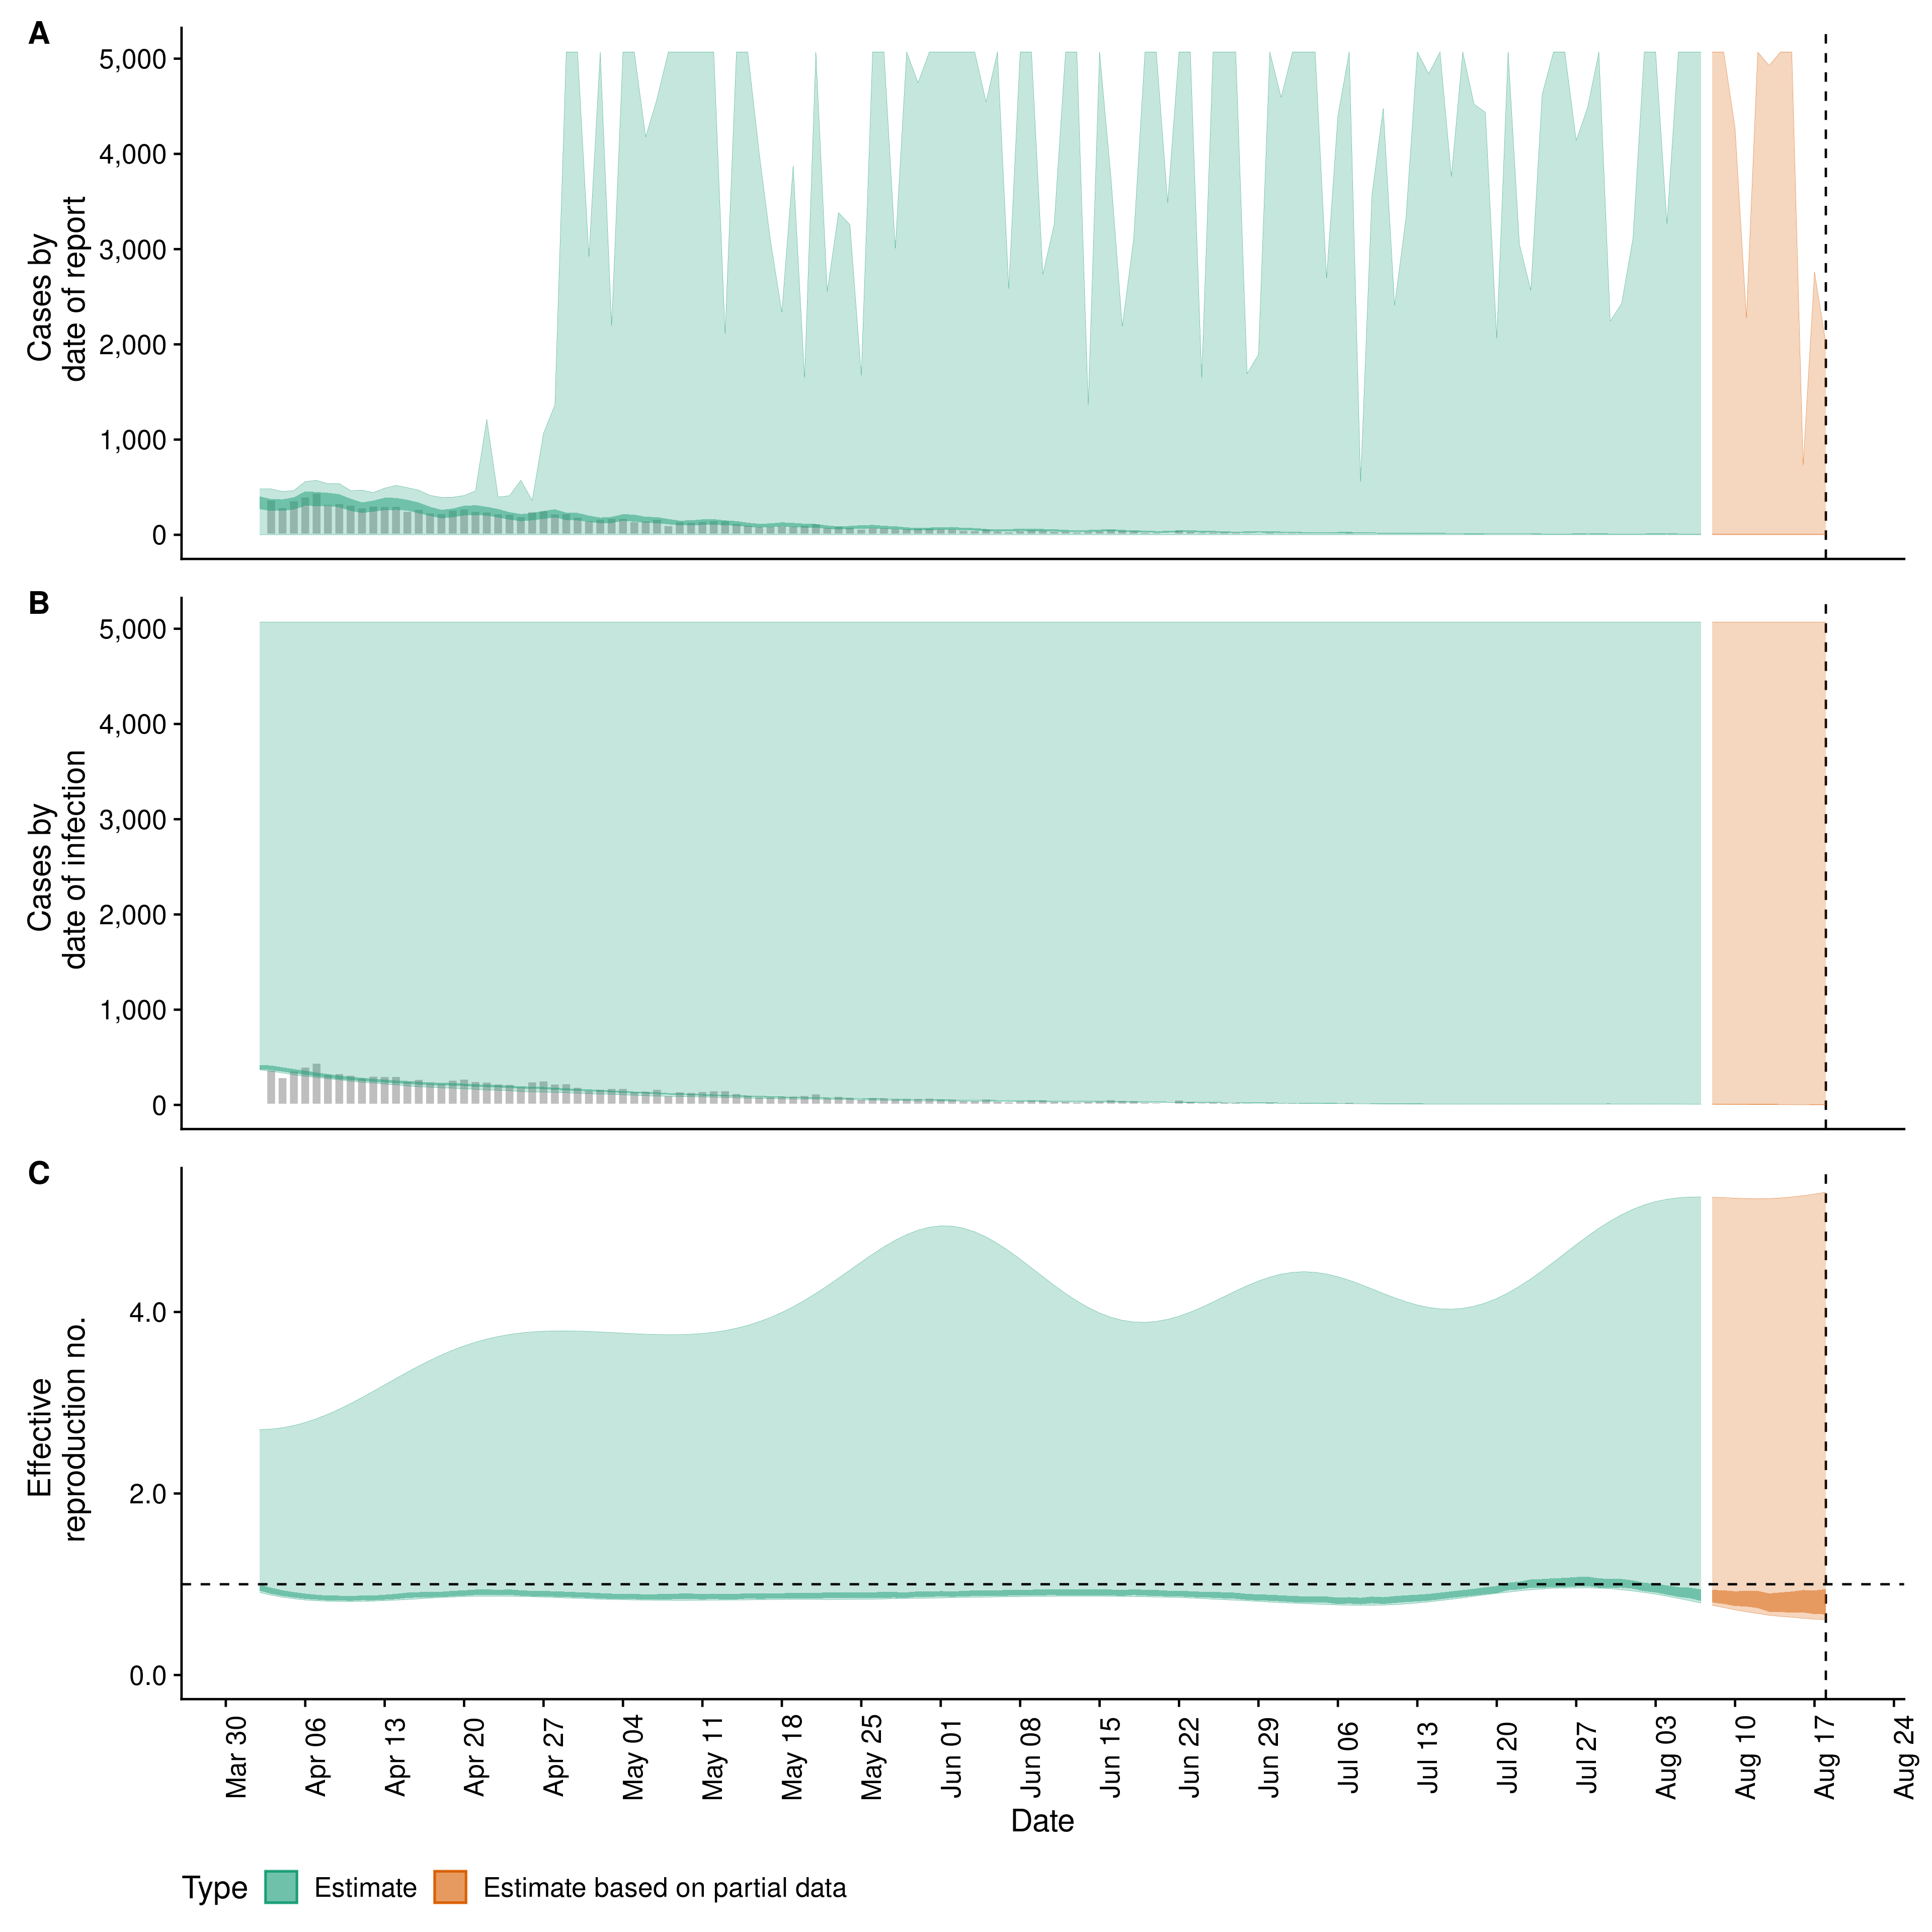 A
5,000
4,000
3,000
2,000
1,000
0
Cases by
date of report
B
5,000
4,000
3,000
2,000
1,000
0
Cases by
date of infection
C
4.0
2.0
0.0
Effective
reproduction no.
Mar 30
Apr 06
Apr 13
Apr 20
Apr 27
May 04
May 11
May 18
May 25
Jun 01
Jun 08
Jun 15
Jun 22
Jun 29
Jul 06
Jul 13
Jul 20
Jul 27
Aug 03
Aug 10
Aug 17
Aug 24
Date
Type
Estimate
Estimate based on partial data